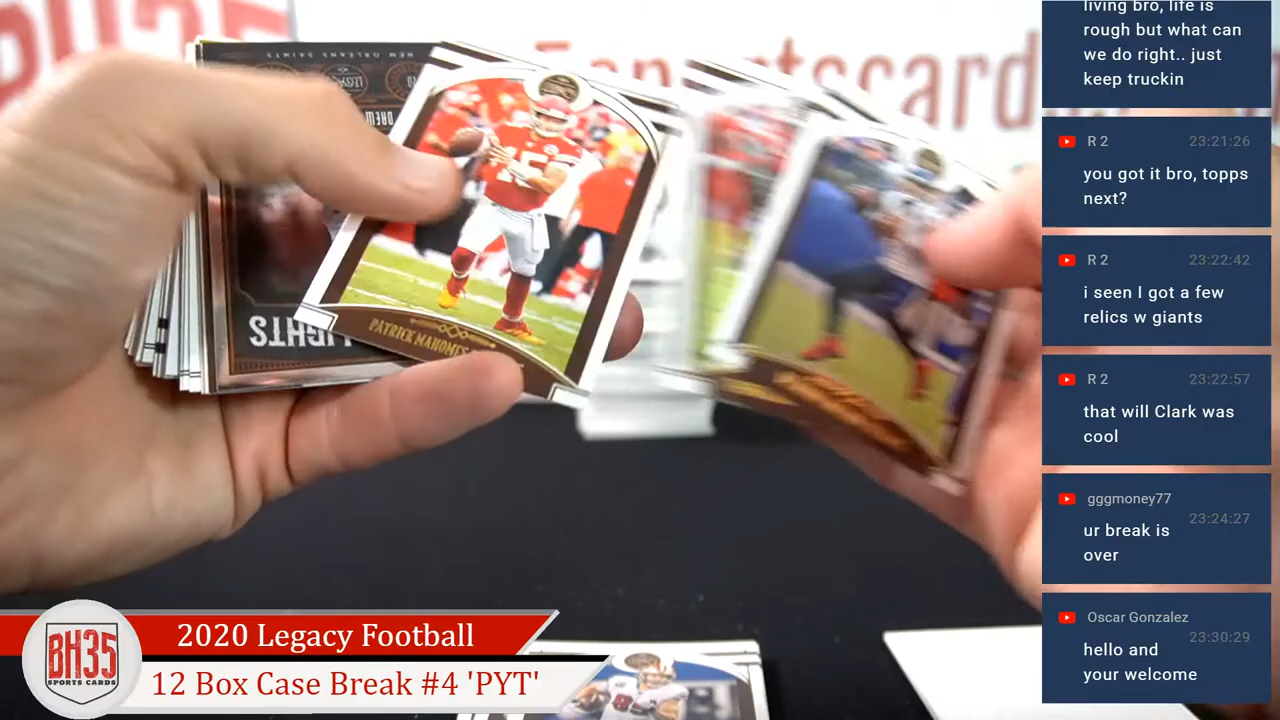 living bro, life is
rough but what can
we do right.. just
keep truckin
R 2 23:21:26
you got it bro, topps
next?
R 2 23:22:42
i seen I got a few
relics w giants
R 2 23:22:57
that will Clark was
cool
gggmoney77 23:24:27
ur break is
over
Oscar Gonzalez 23:30:29
hello and
your welcome
NEW ORLEANS SAINTS
DREW
LIGHTS
PATRICK MAHOMES
15
BH35
SPORTS CARDS
2020 Legacy Football
12 Box Case Break #4 'PYT'